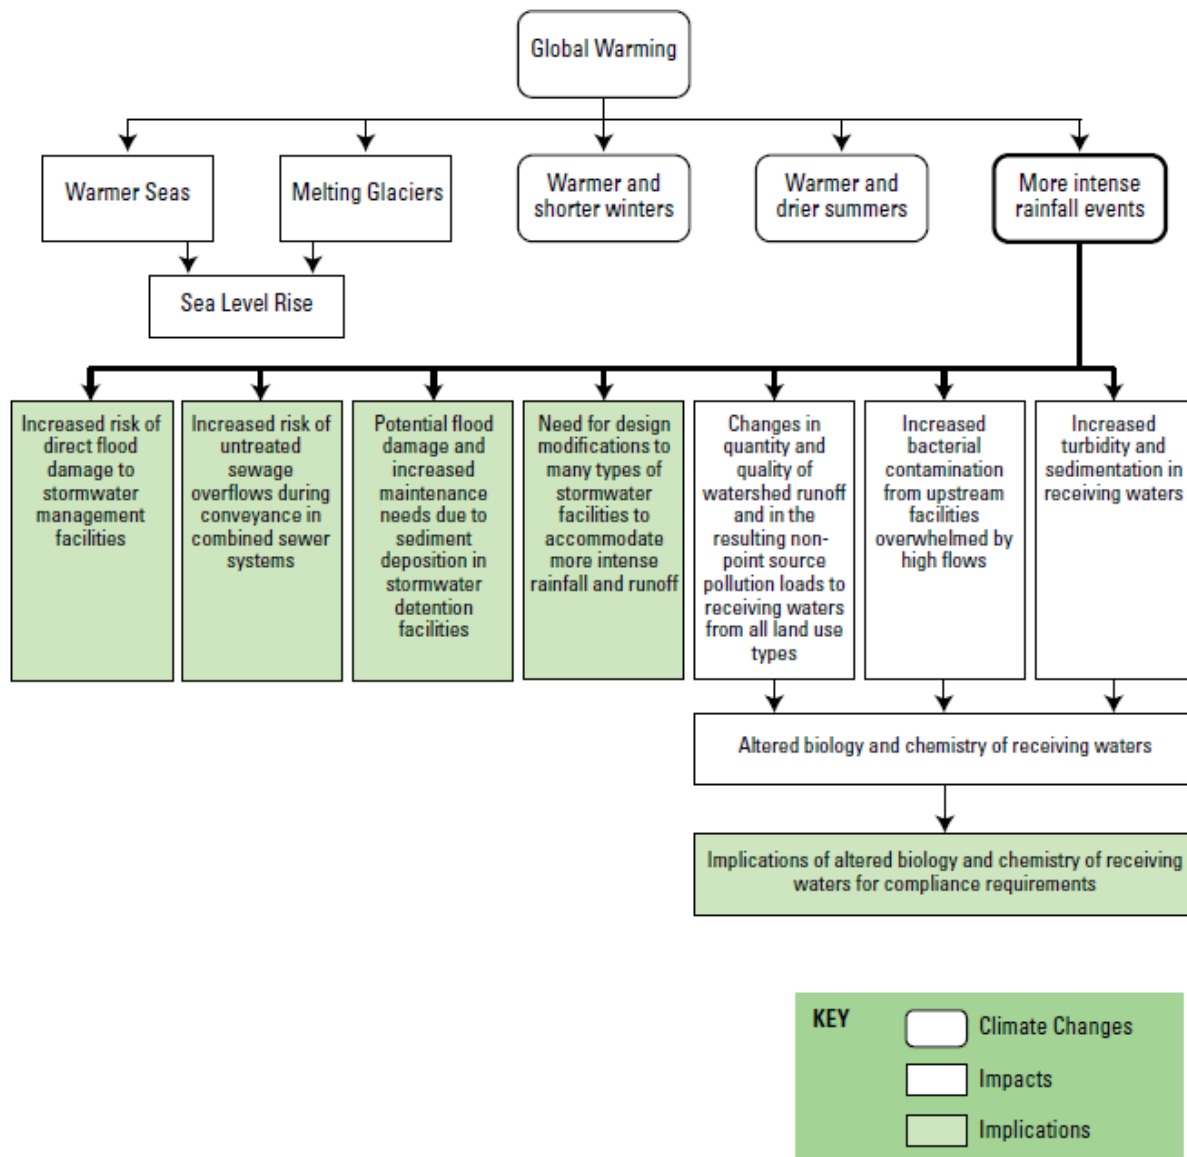 Global Warming
Warmer Seas
Melting Glaciers
Warmer and
shorter winters
Warmer and
drier summers
More intense
rainfall events
Sea Level Rise
Increased risk of
direct flood
damage to
stormwater
management
facilities
Increased risk of
untreated
sewage
overflows during
conveyance in
combined sewer
systems
Potential flood
damage and
increased
maintenance
needs due to
sediment
deposition in
stormwater
detention
facilities
Need for design
modifications to
many types of
stormwater
facilities to
accommodate
more intense
rainfall and runoff
Changes in
quantity and
quality of
watershed runoff
and in the
resulting non-
point source
pollution loads to
receiving waters
from all land use
types
Increased
bacterial
contamination
from upstream
facilities
overwhelmed by
high flows
Increased
turbidity and
sedimentation in
receiving waters
Altered biology and chemistry of receiving waters
Implications of altered biology and chemistry of receiving
waters for compliance requirements
KEY
Climate Changes
Impacts
Implications